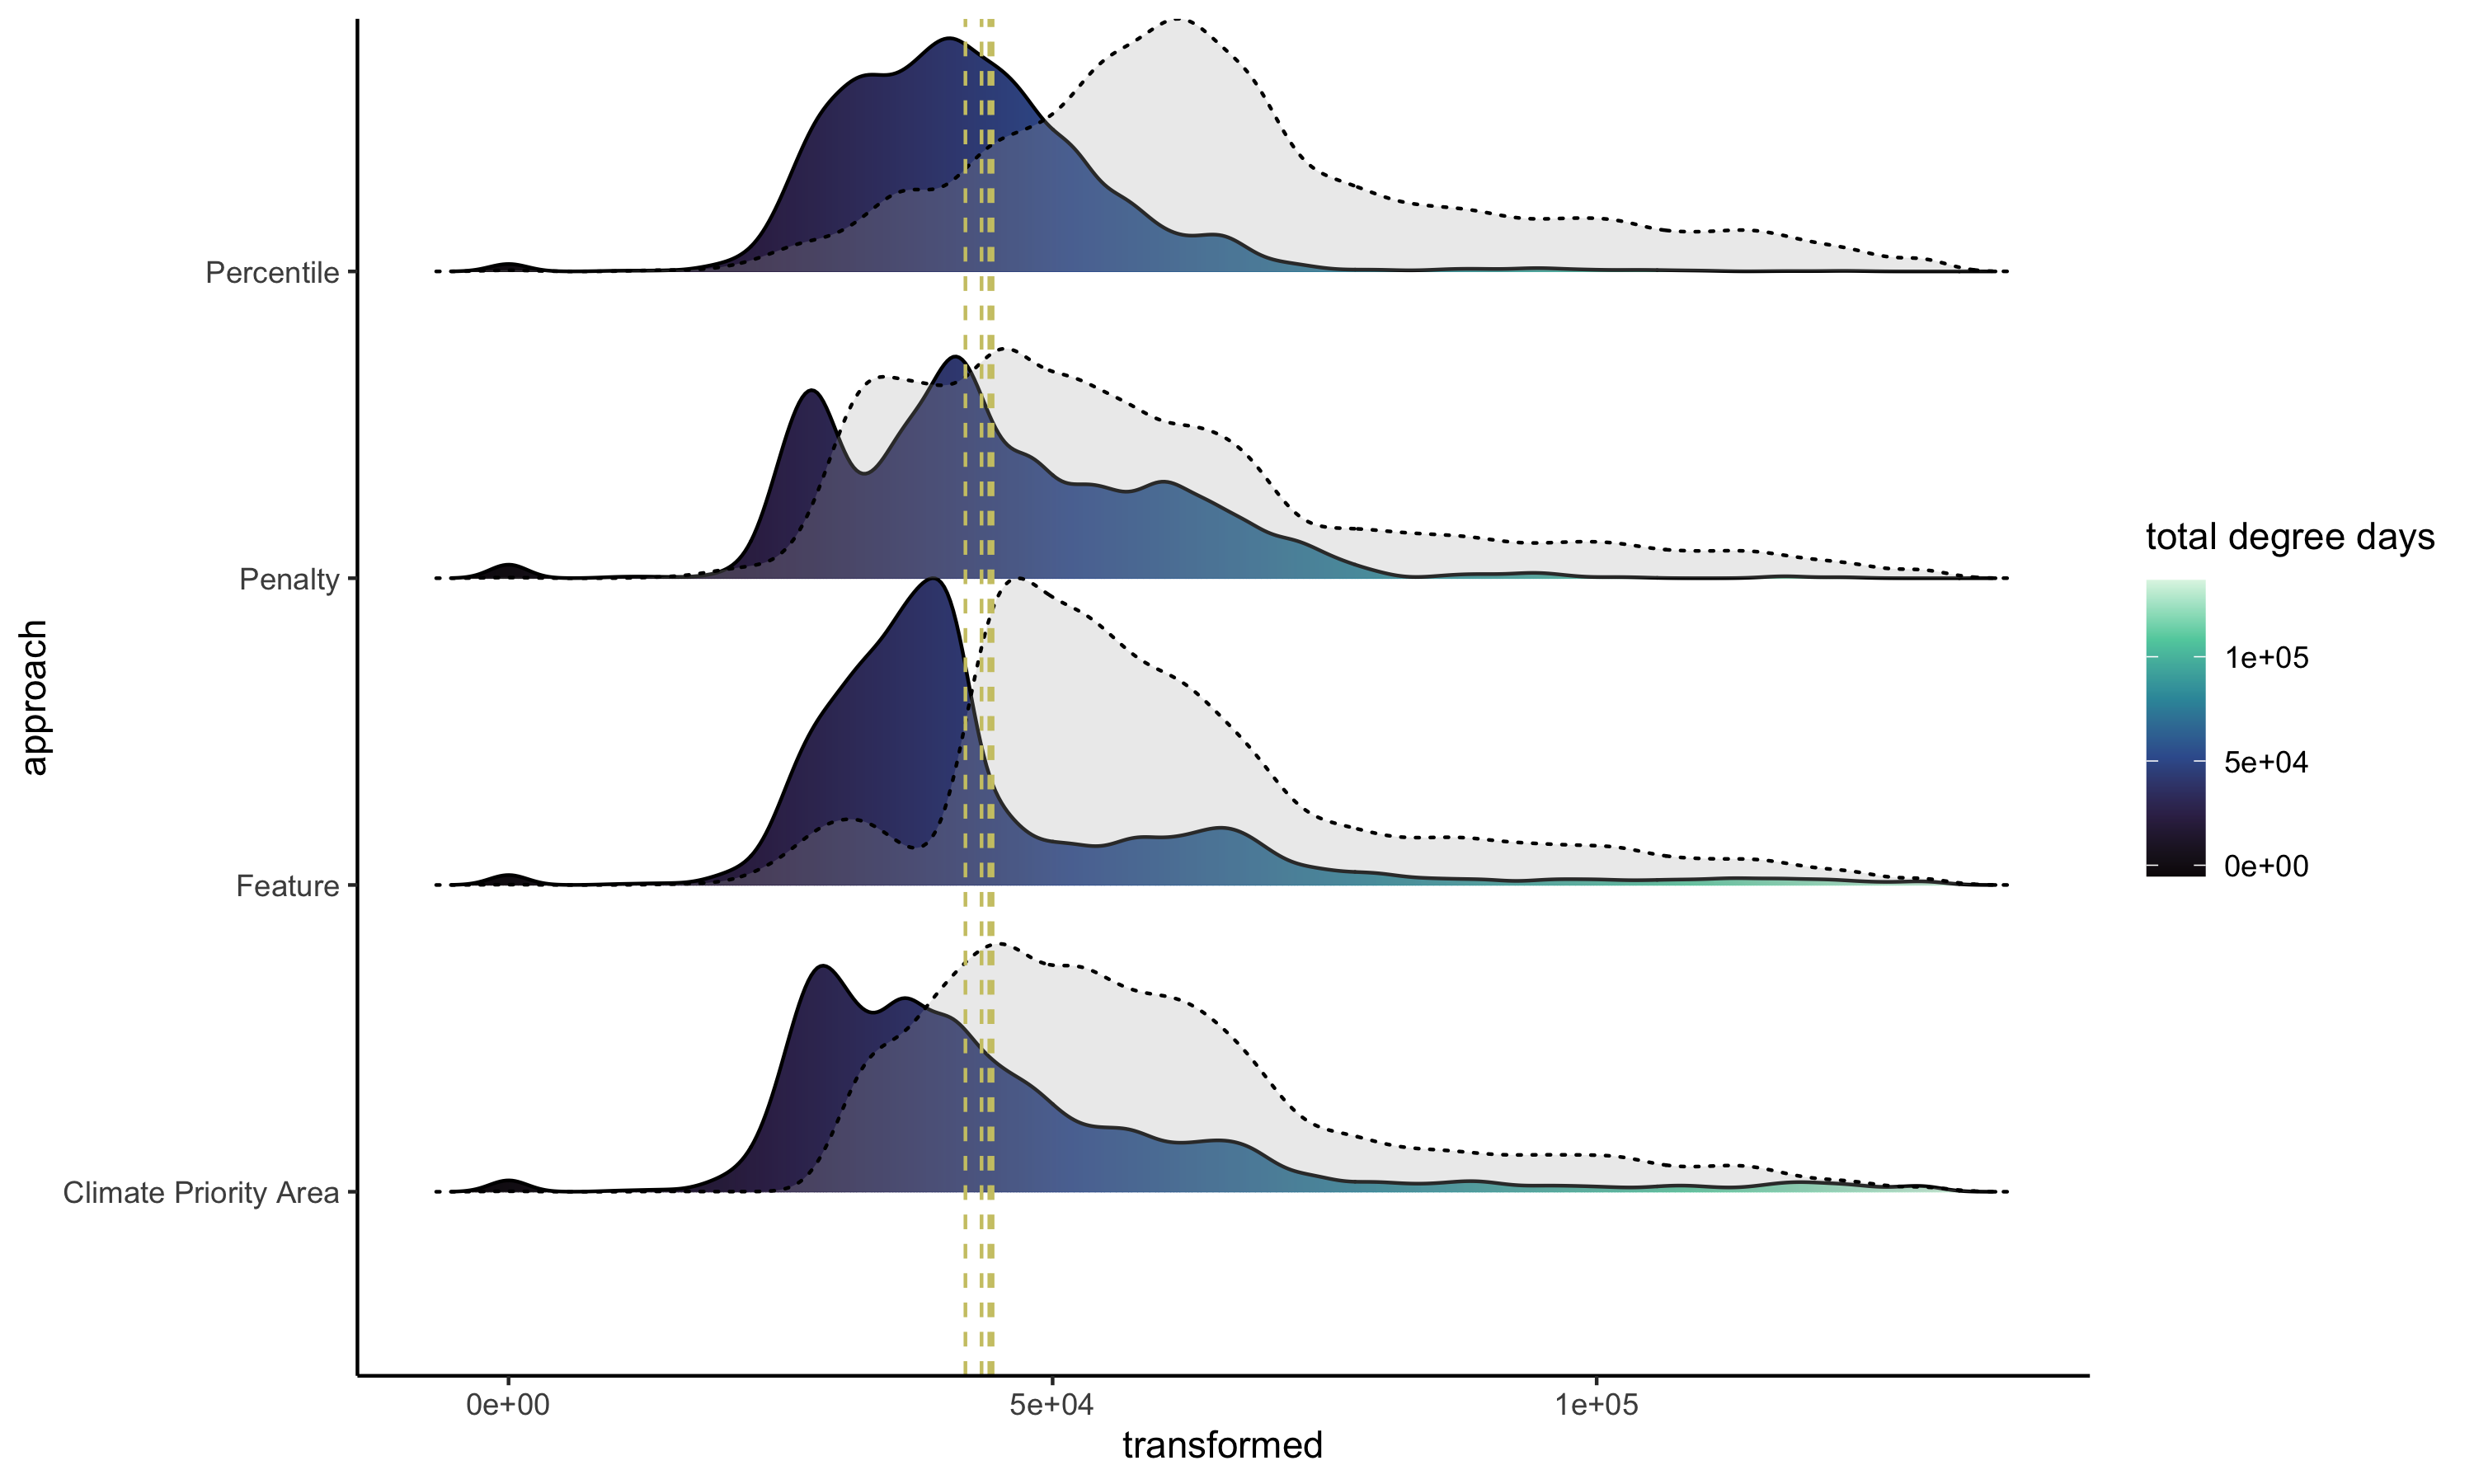 approach
Percentile
Penalty
Feature
Climate Priority Area
0e+00
5e+04
1e+05
transformed
total degree days
1e+05
5e+04
0e+00